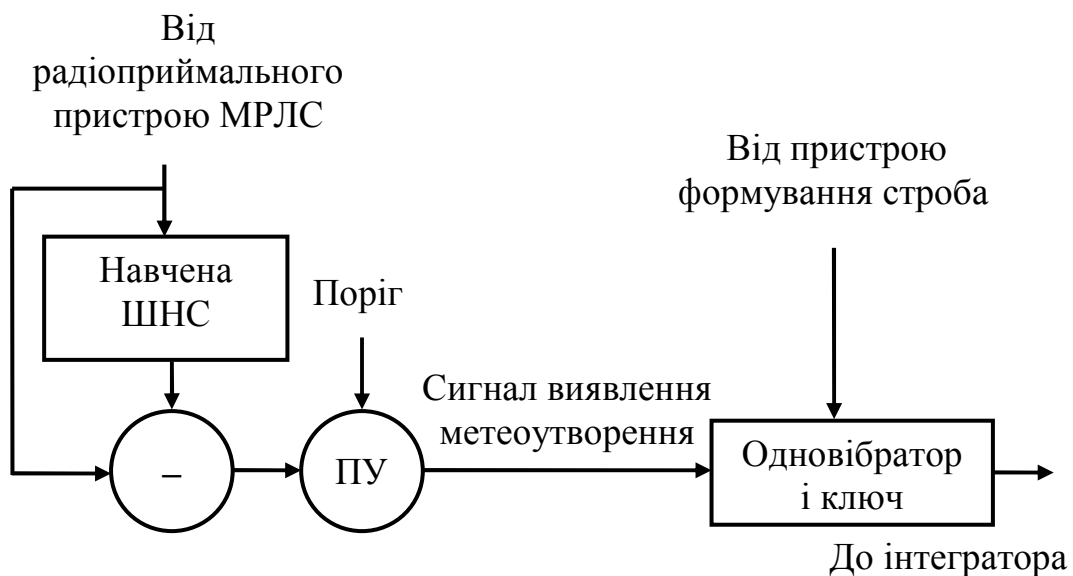 Від
радіоприймального
пристрою МРЛС
Від пристрою
формування строба
Навчена
ШНС
Поріг
Сигнал виявлення
метеоутворення
–
ПУ
Одновібратор
і ключ
До інтегратора